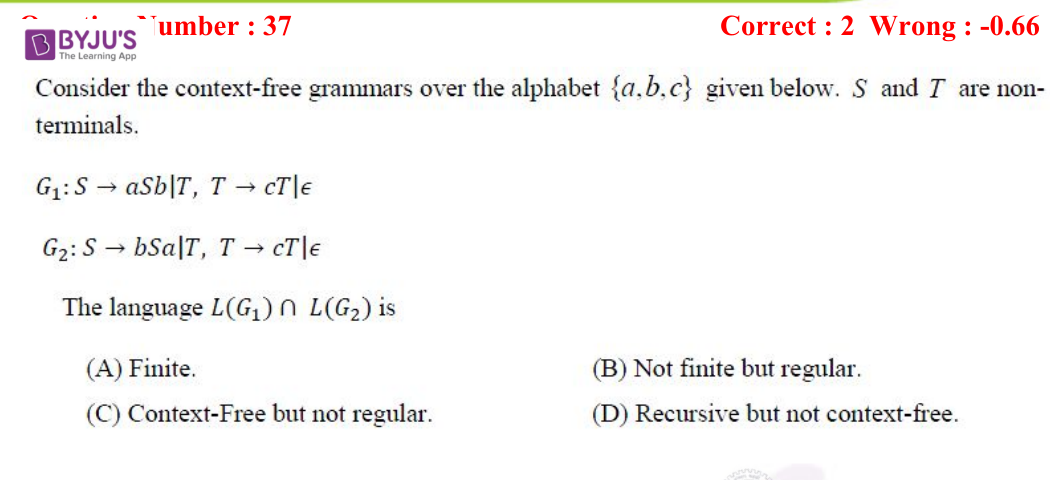 Number : 37
Correct : 2 Wrong : -0.66
BYJU'S
The Learning App
Consider the context-free grammars over the alphabet {a, b, c} given below. S and T are non-
terminals.
G₁: S → aSb|T, T → cT|ϵ
G₂: S → bSa|T, T → cT|ϵ
The language L(G₁) ∩ L(G₂) is
(A) Finite.
(B) Not finite but regular.
(C) Context-Free but not regular.
(D) Recursive but not context-free.